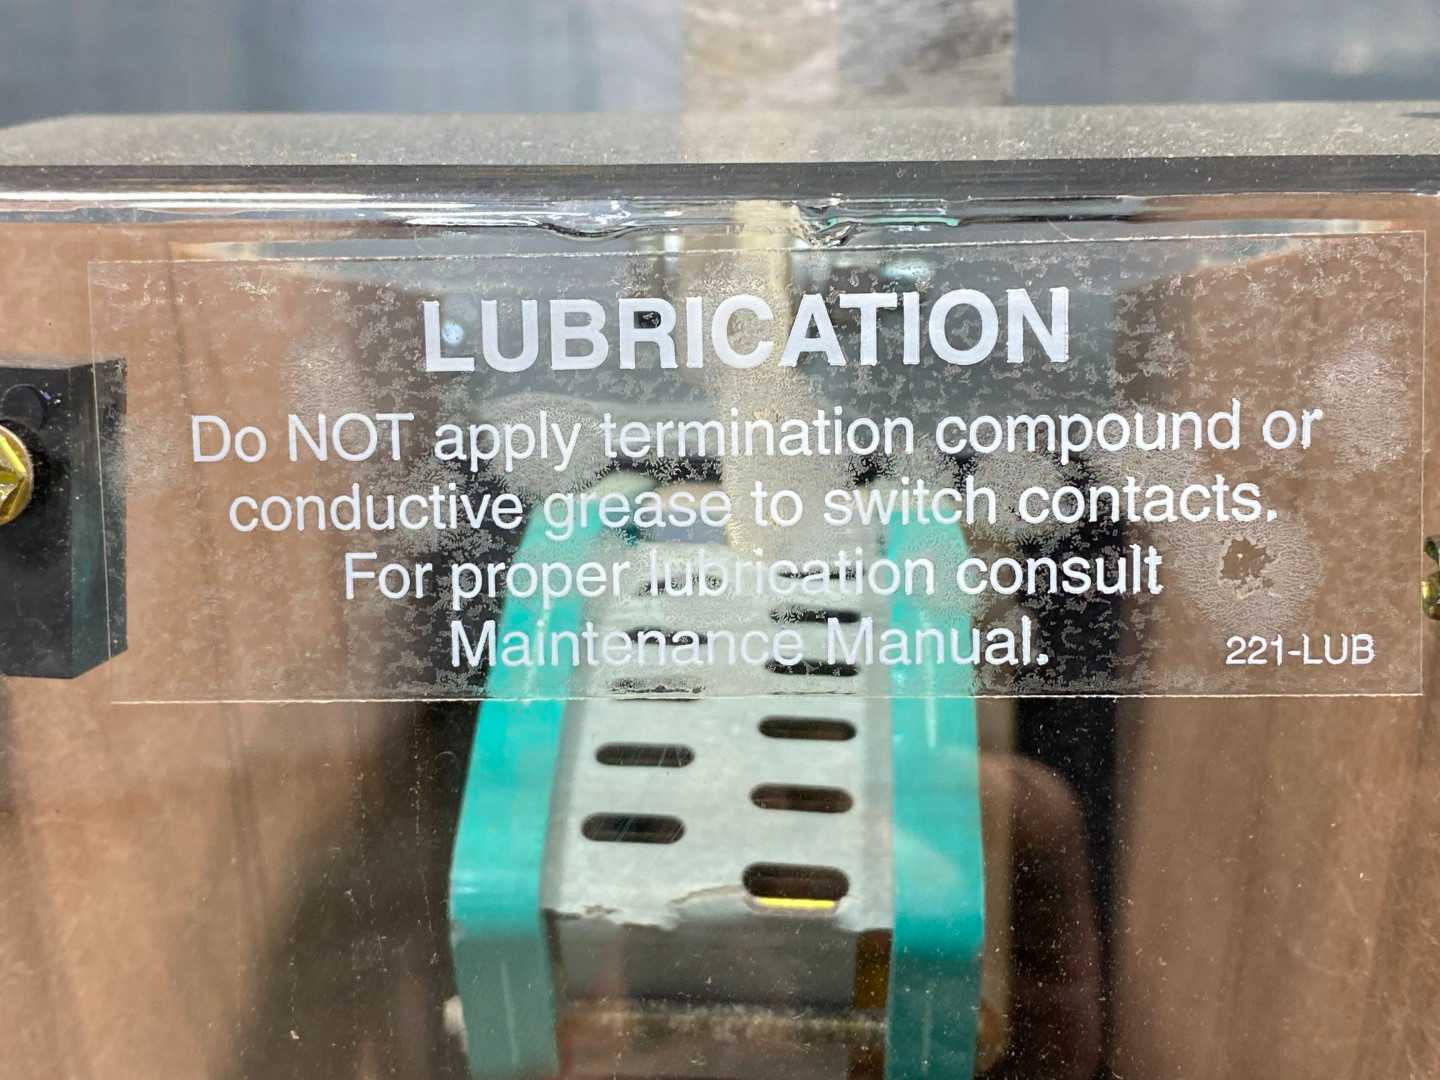 LUBRICATION
Do NOT apply termination compound or
conductive grease to switch contacts.
For proper lubrication consult
Maintenance Manual.
221-LUB